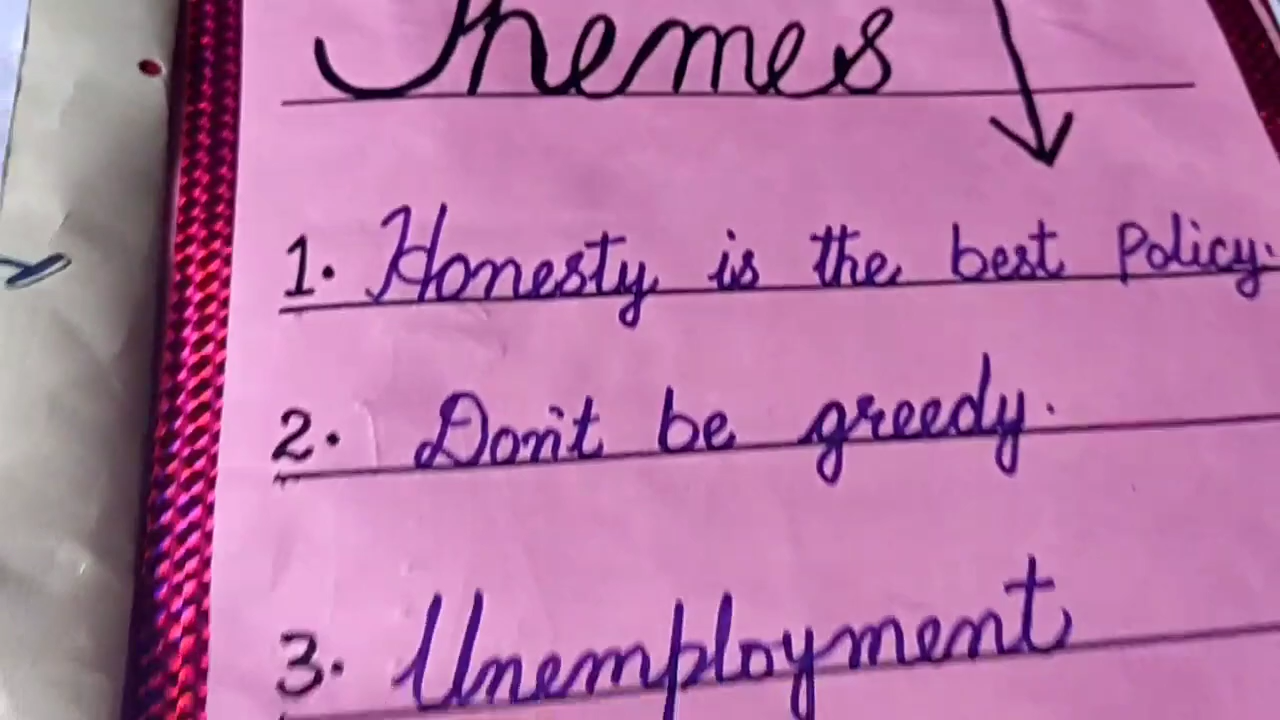 Themes
1. Honesty is the best Policy.
2. Don't be greedy.
3. Unemployment